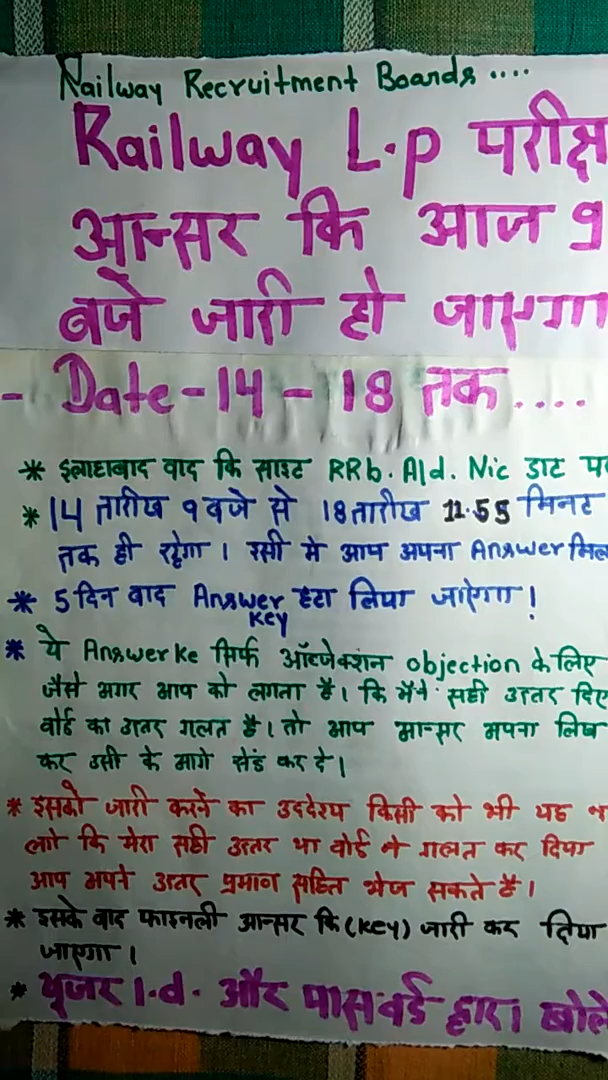 Railway Recruitment Boards ....
Railway L.P परीक्ष
आन्सर कि आज 9
बजे जारी हो जाएगा
- Date-14 - 18 तक ....
* इलाहाबाद वाद कि साइट RRb. Ald. Nic डाट पर
* 14 तारीख 9 बजे से 18 तारीख 11.55 मिनट
तक ही रहेगा । इसी मे आप अपना Answer मिल
* 5 दिन बाद Answer हटा लिया जाऐगा !
Key
* ये Answer Ke सिर्फ ऑब्जेक्शन objection के लिए
जैसे अगर आप को लगता है । कि मैंने सही उत्तर दिए
बोर्ड का उत्तर गलत है । तो आप आन्सर अपना लिख
कर उसी के आगे सेंड कर दे ।
* इसको जारी करने का उददेश्य किसी को भी यह न
लगे कि मेरा सही उत्तर था बोर्ड ने गलत कर दिया
आप अपने उत्तर प्रमाण सहित भेज सकते है ।
* इसके बाद फाइनली आन्सर कि (Key) जारी कर दिया
जाएगा ।
* यूजर I.d. और पासवर्ड द्वारा खोले